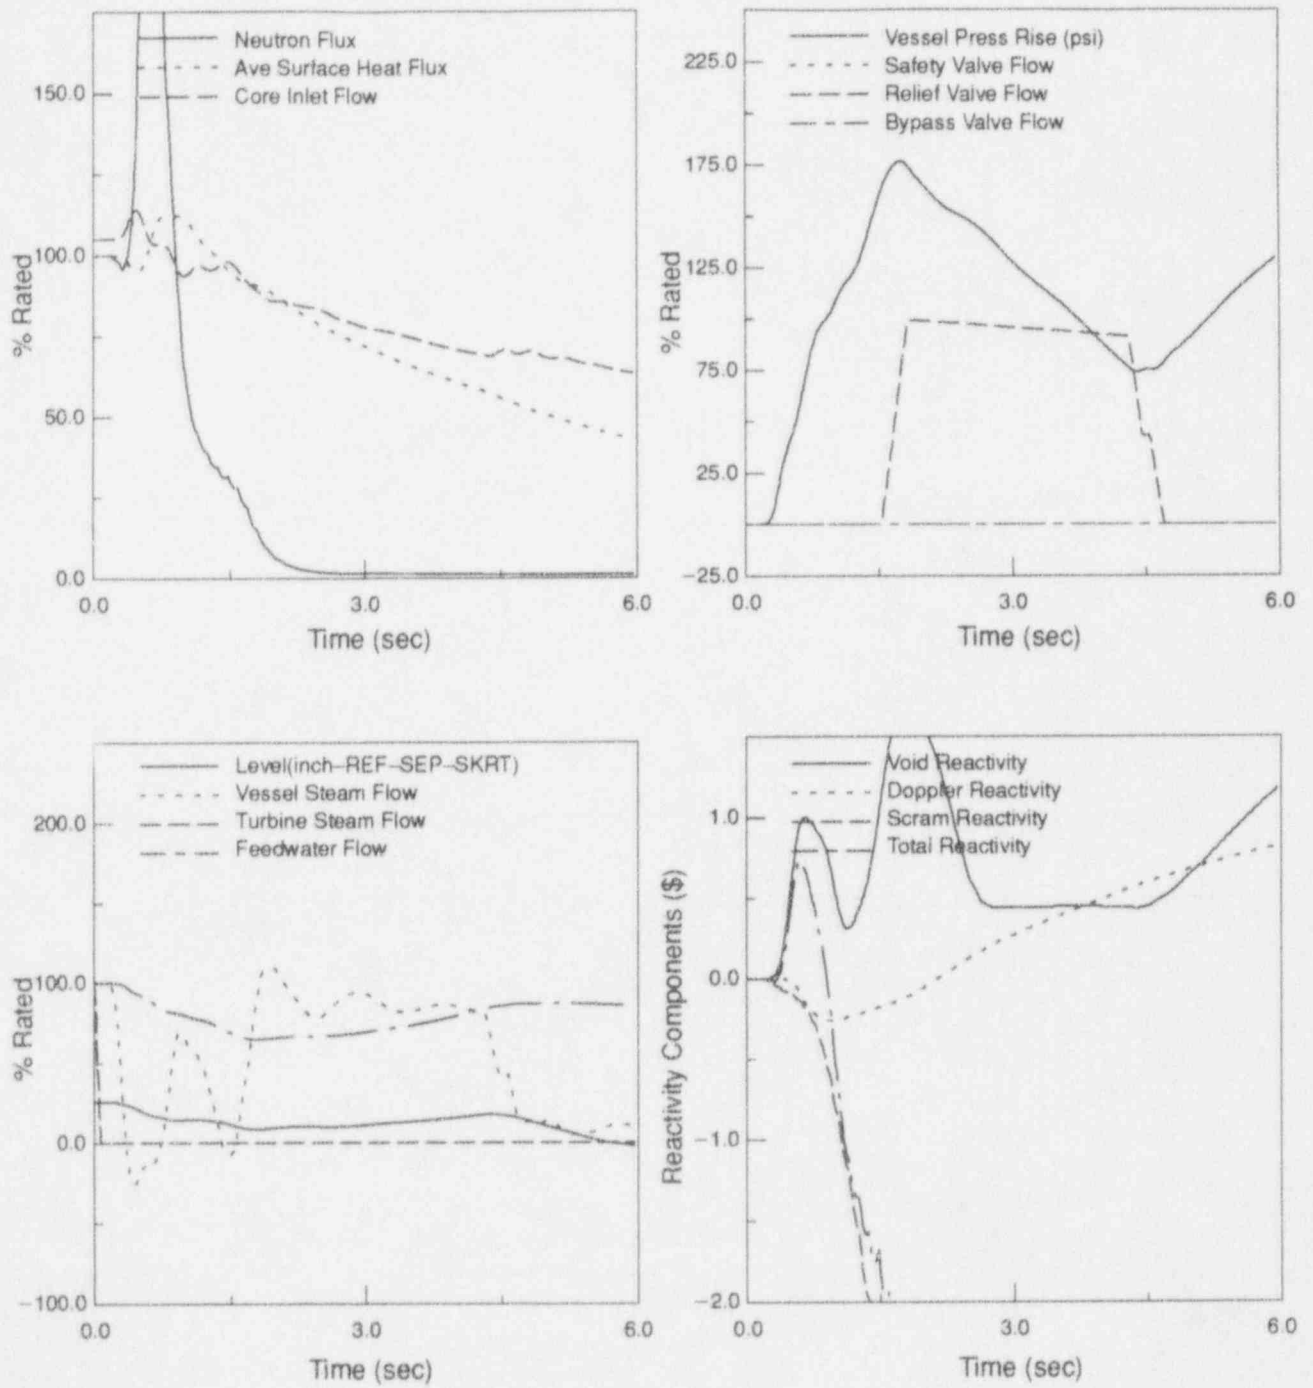 Neutron Flux
Ave Surface Heat Flux
Core Inlet Flow
150.0
100.0
50.0
0.0
% Rated
0.0
3.0
6.0
Time (sec)
Vessel Press Rise (psi)
Safety Valve Flow
Relief Valve Flow
Bypass Valve Flow
225.0
175.0
125.0
75.0
25.0
−25.0
% Rated
0.0
3.0
6.0
Time (sec)
Level(inch–REF–SEP–SKRT)
Vessel Steam Flow
Turbine Steam Flow
Feedwater Flow
200.0
100.0
0.0
−100.0
% Rated
0.0
3.0
6.0
Time (sec)
Void Reactivity
Doppler Reactivity
Scram Reactivity
Total Reactivity
1.0
0.0
−1.0
−2.0
Reactivity Components ($)
0.0
3.0
6.0
Time (sec)